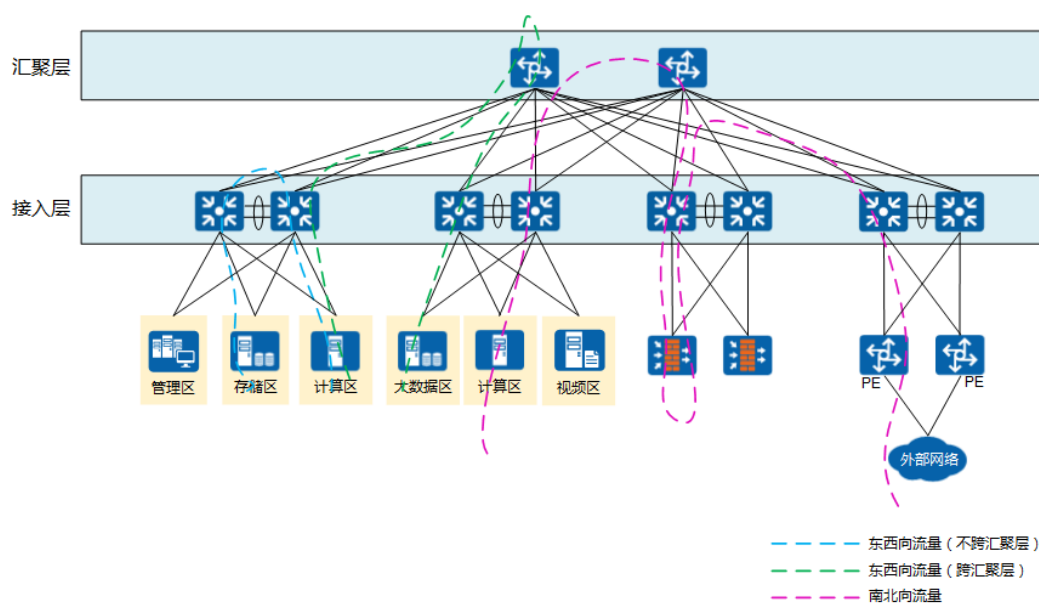 汇聚层
接入层
管理区
存储区
计算区
大数据区
计算区
视频区
PE
PE
外部网络
东西向流量（不跨汇聚层）
东西向流量（跨汇聚层）
南北向流量